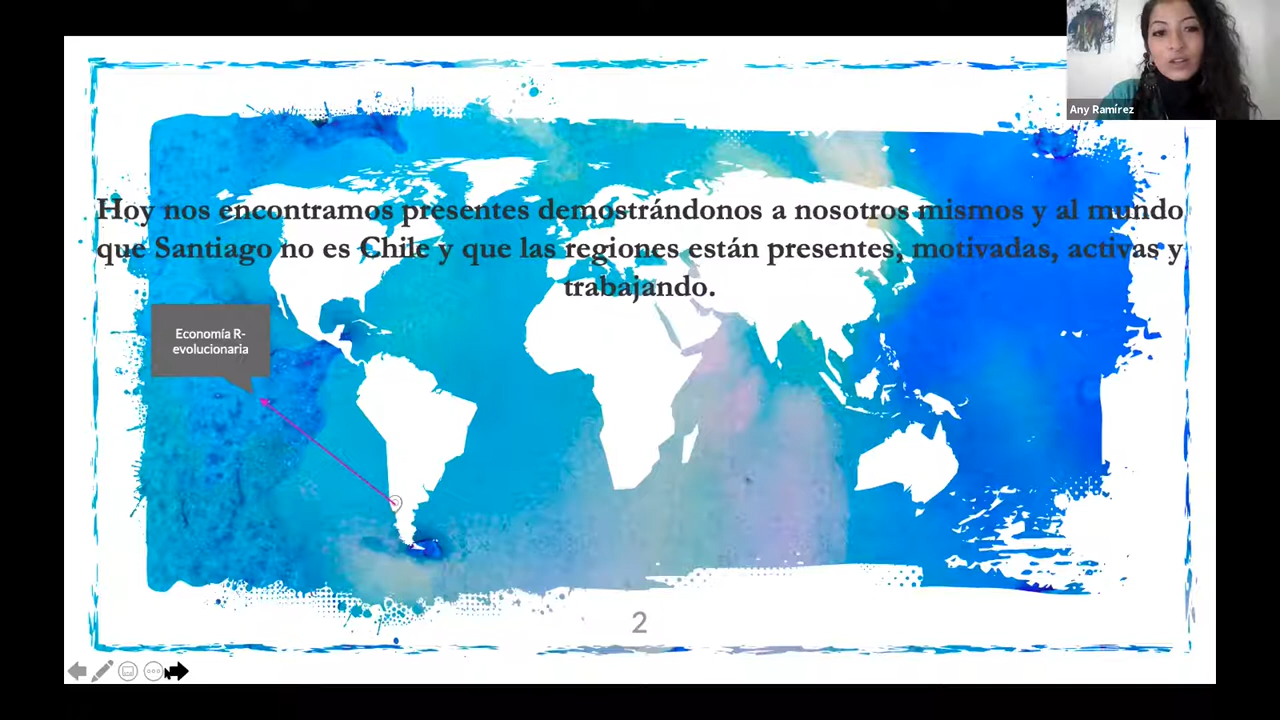 Any Ramírez
Hoy nos encontramos presentes demostrándonos a nosotros mismos y al mundo
que Santiago no es Chile y que las regiones están presentes, motivadas, activas y
trabajando.
Economía R-
evolucionaria
2